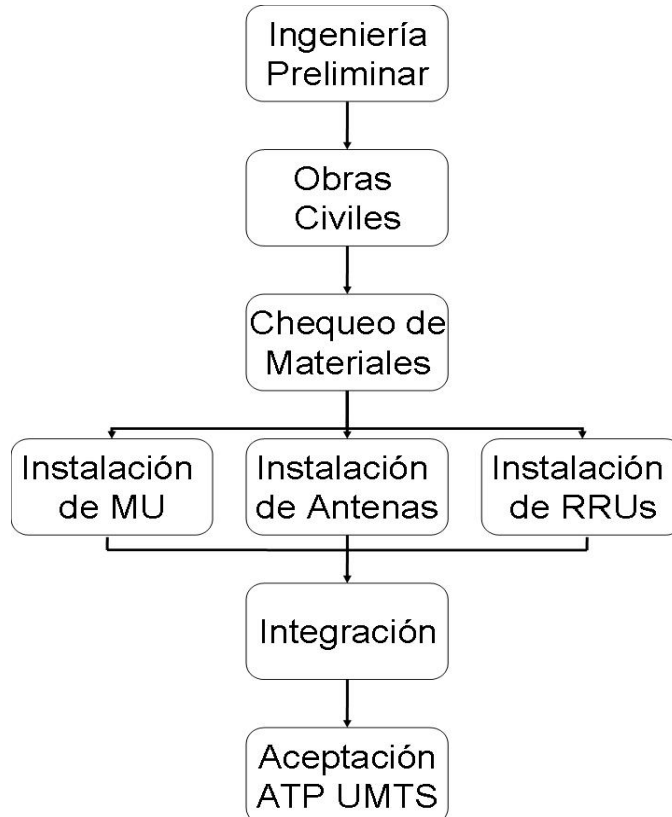 Ingeniería
Preliminar
Obras
Civiles
Chequeo de
Materiales
Instalación
de MU
Instalación
de Antenas
Instalación
de RRUs
Integración
Aceptación
ATP UMTS